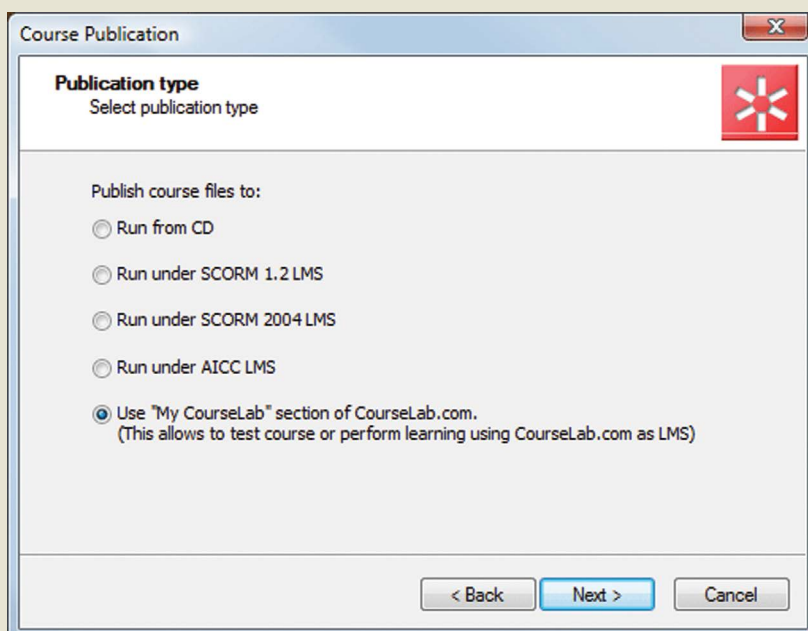 Course Publication
Publication type
Select publication type
Publish course files to:
Run from CD
Run under SCORM 1.2 LMS
Run under SCORM 2004 LMS
Run under AICC LMS
Use "My CourseLab" section of CourseLab.com.
(This allows to test course or perform learning using CourseLab.com as LMS)
< Back
Next >
Cancel